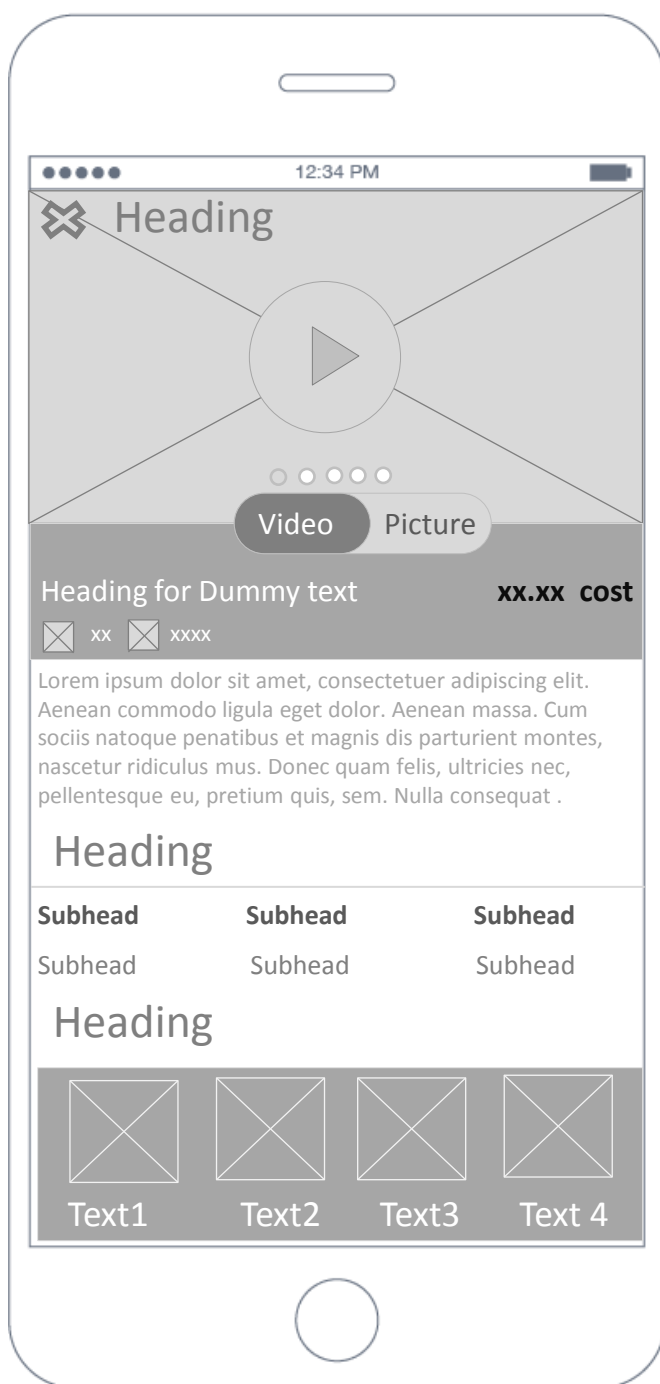 12:34 PM
Heading
Video Picture
Heading for Dummy text xx.xx cost
xx xxxx
Lorem ipsum dolor sit amet, consectetuer adipiscing elit.
Aenean commodo ligula eget dolor. Aenean massa. Cum
sociis natoque penatibus et magnis dis parturient montes,
nascetur ridiculus mus. Donec quam felis, ultricies nec,
pellentesque eu, pretium quis, sem. Nulla consequat .
Heading
Subhead Subhead Subhead
Subhead Subhead Subhead
Heading
Text1 Text2 Text3 Text 4